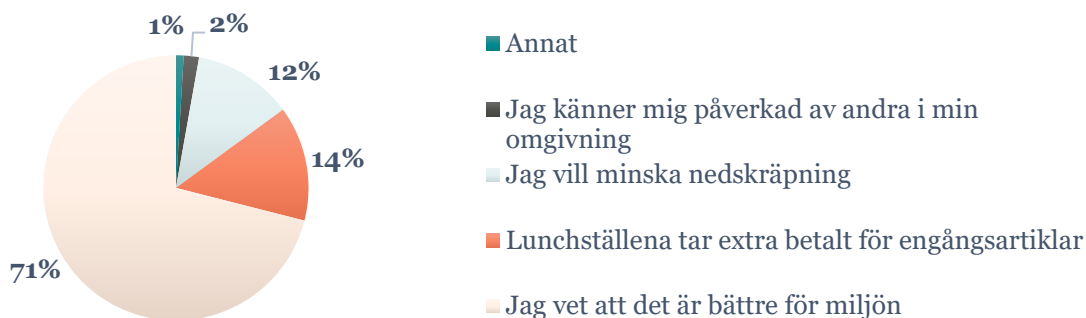 1%
2%
12%
14%
71%
Annat
Jag känner mig påverkad av andra i min
omgivning
Jag vill minska nedskräpning
Lunchställena tar extra betalt för engångsartiklar
Jag vet att det är bättre för miljön